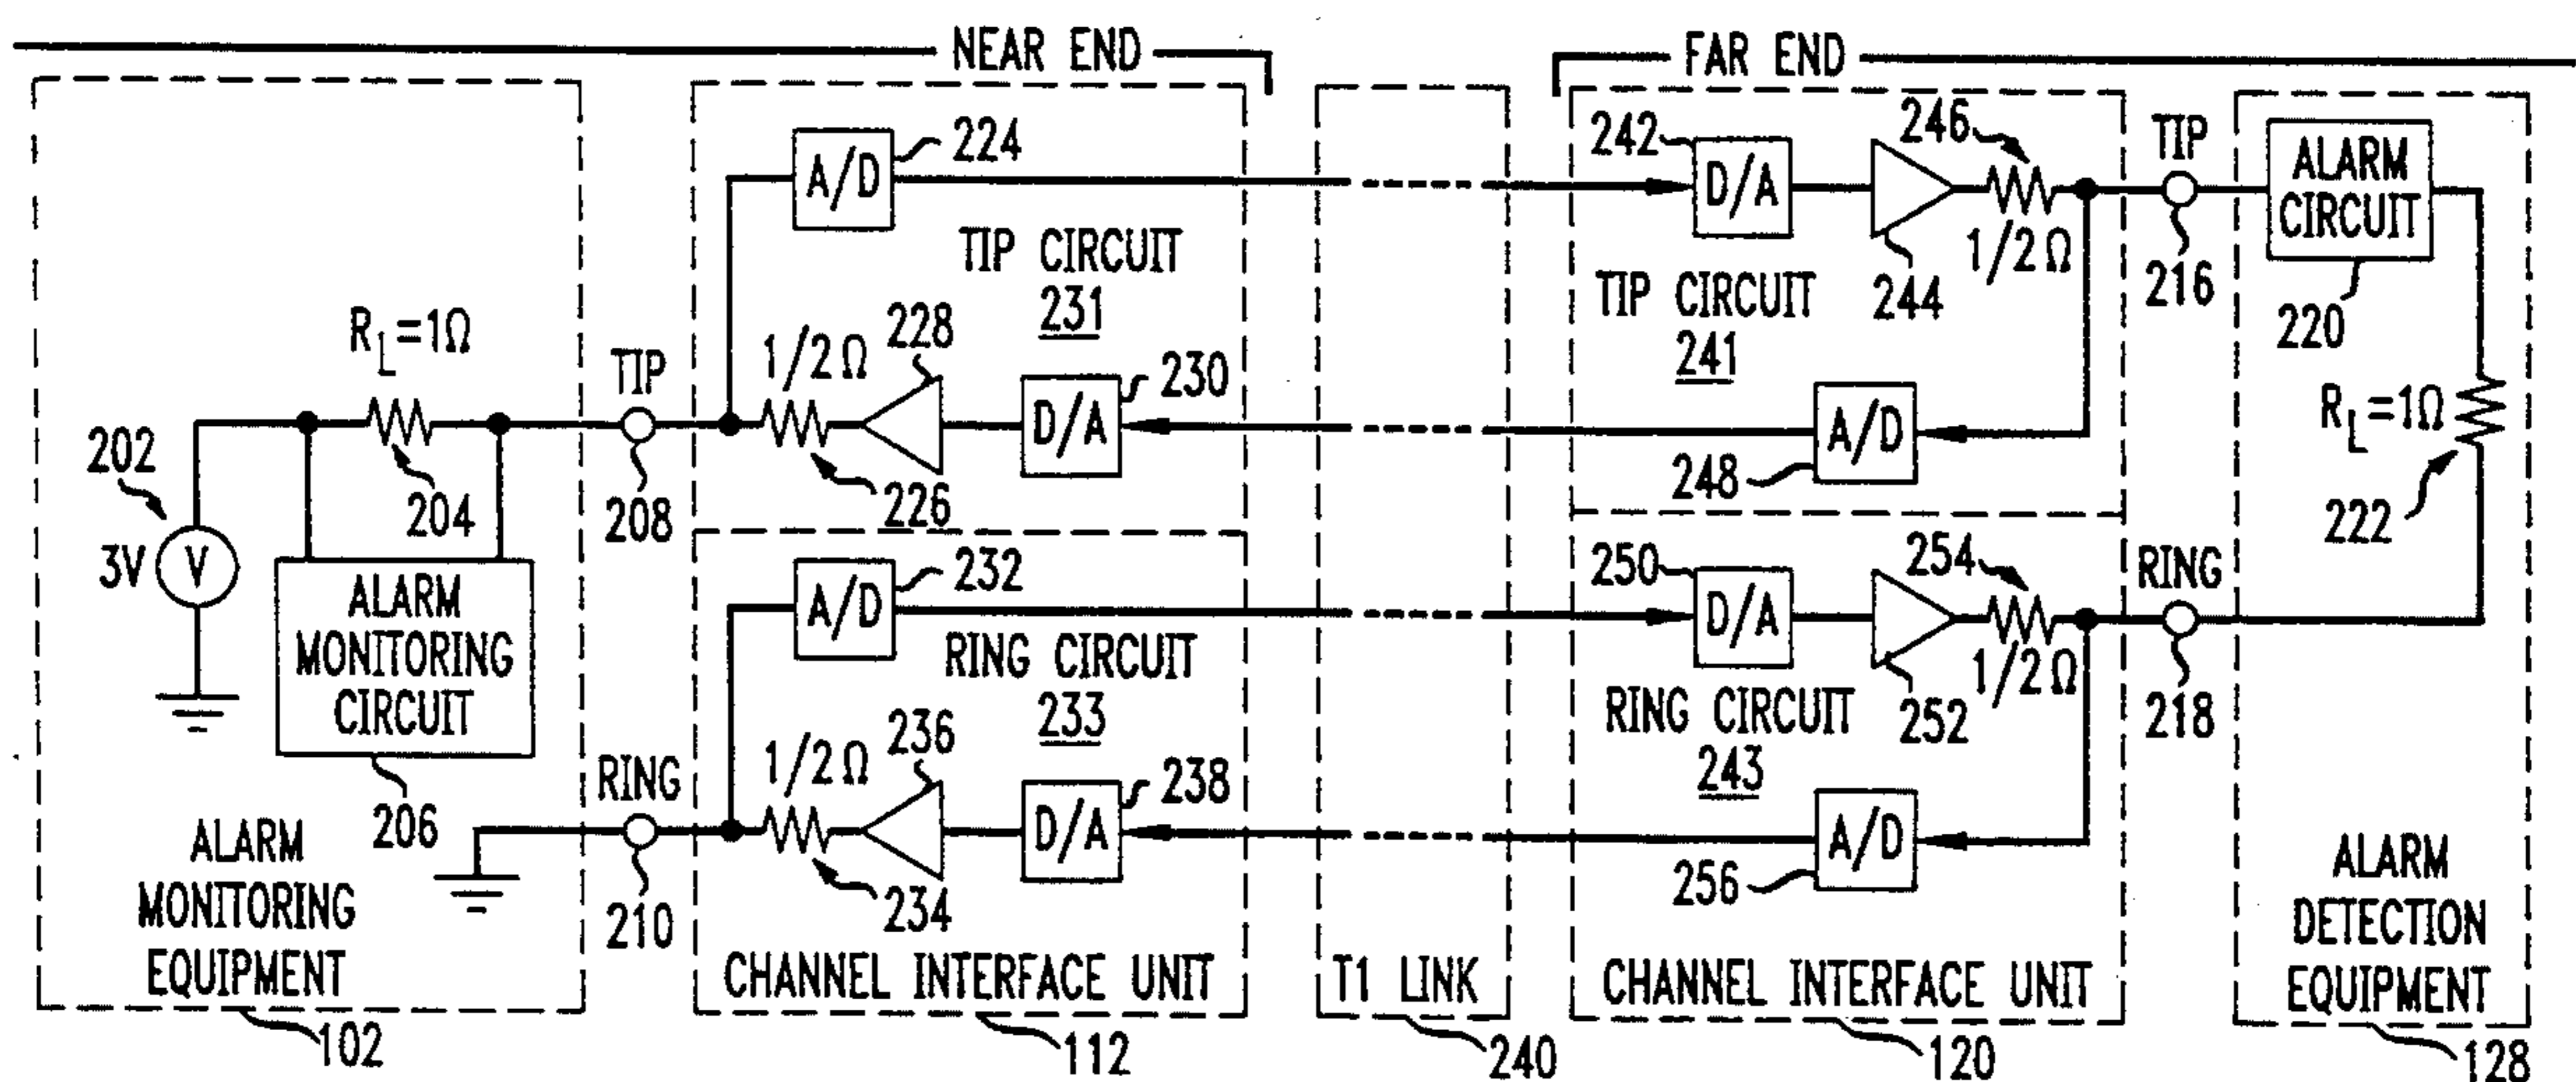 NEAR END
FAR END
224
A/D
TIP CIRCUIT
231
228
1/2 Ω
230
D/A
226
R_L=1Ω
204
TIP
208
202
3V
V
ALARM
MONITORING
CIRCUIT
206
ALARM
MONITORING
EQUIPMENT
102
RING
210
232
A/D
RING CIRCUIT
233
236
1/2 Ω
238
D/A
234
CHANNEL INTERFACE UNIT
112
T1 LINK
240
242
D/A
246
244
1/2 Ω
TIP CIRCUIT
241
A/D
248
TIP
216
250
D/A
254
252
1/2 Ω
RING CIRCUIT
243
A/D
256
RING
218
CHANNEL INTERFACE UNIT
120
ALARM
CIRCUIT
220
R_L=1Ω
222
ALARM
DETECTION
EQUIPMENT
128